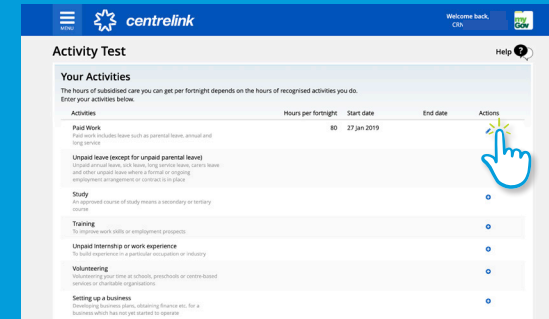 MENU
centrelink
Welcome back,
CRN
my
Gov
Activity Test
Help ?
Your Activities
The hours of subsidised care you can get per fortnight depends on the hours of recognised activities you do.
Enter your activities below.
Activities Hours per fortnight Start date End date Actions
Paid Work 80 27 Jan 2019
Paid work includes leave such as parental leave, annual and
long service
Unpaid leave (except for unpaid parental leave)
Unpaid annual leave, sick leave, long service leave, carers leave
and other unpaid leave where a formal or ongoing
employment arrangement or contract is in place
Study
An approved course of study means a secondary or tertiary
course
Training
To improve work skills or employment prospects
Unpaid Internship or work experience
To build experience in a particular occupation or industry
Volunteering
Volunteering your time at schools, preschools or centre-based
services or charitable organisations
Setting up a business
Developing business plans, obtaining finance etc. for a
business which has not yet started to operate